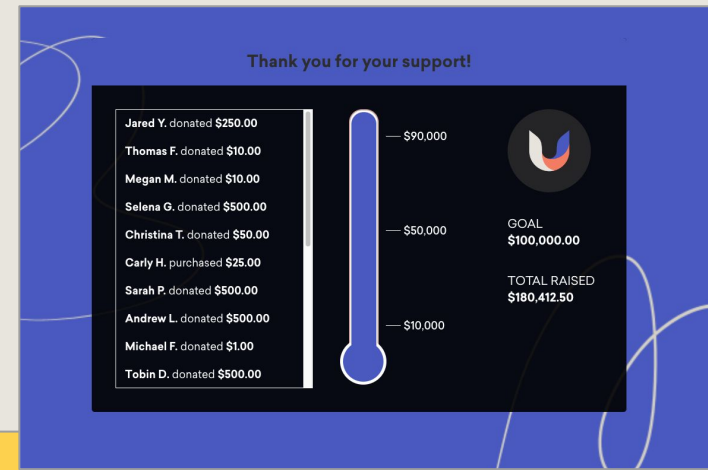 Thank you for your support!
Jared Y. donated $250.00
Thomas F. donated $10.00
Megan M. donated $10.00
Selena G. donated $500.00
Christina T. donated $50.00
Carly H. purchased $25.00
Sarah P. donated $500.00
Andrew L. donated $500.00
Michael F. donated $1.00
Tobin D. donated $500.00
$90,000
$50,000
$10,000
GOAL
$100,000.00
TOTAL RAISED
$180,412.50